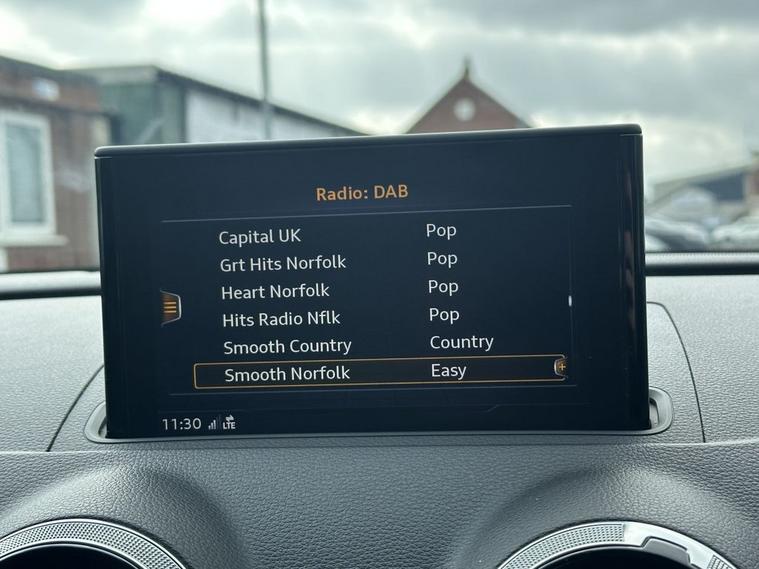 Radio: DAB
Capital UK Pop
Grt Hits Norfolk Pop
Heart Norfolk Pop
Hits Radio Nflk Pop
Smooth Country Country
Smooth Norfolk Easy
11:30 LTE